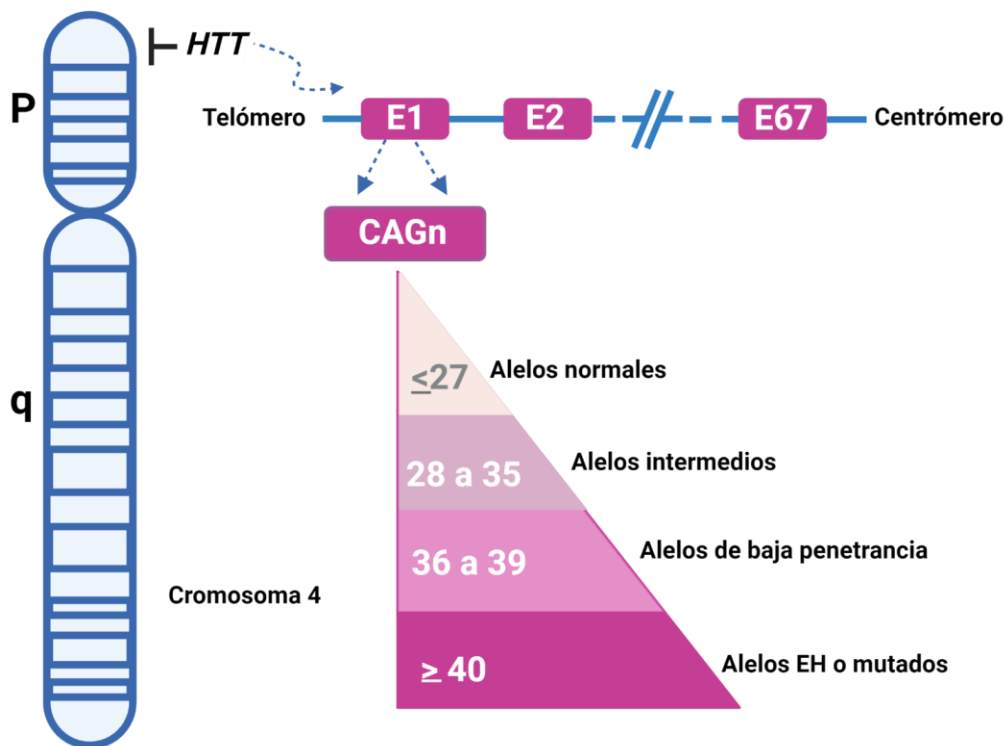 HTT
P
Telómero
E1
E2
E67
Centrómero
CAGn
≤27
Alelos normales
q
28 a 35
Alelos intermedios
36 a 39
Alelos de baja penetrancia
Cromosoma 4
≥ 40
Alelos EH o mutados